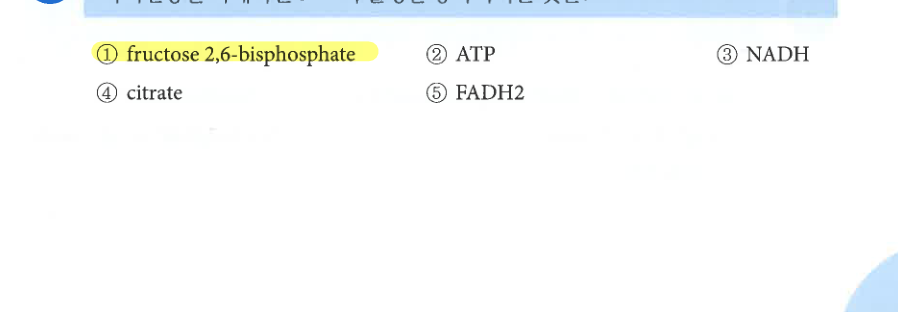 ① fructose 2,6-bisphosphate ② ATP ③ NADH
④ citrate ⑤ FADH2